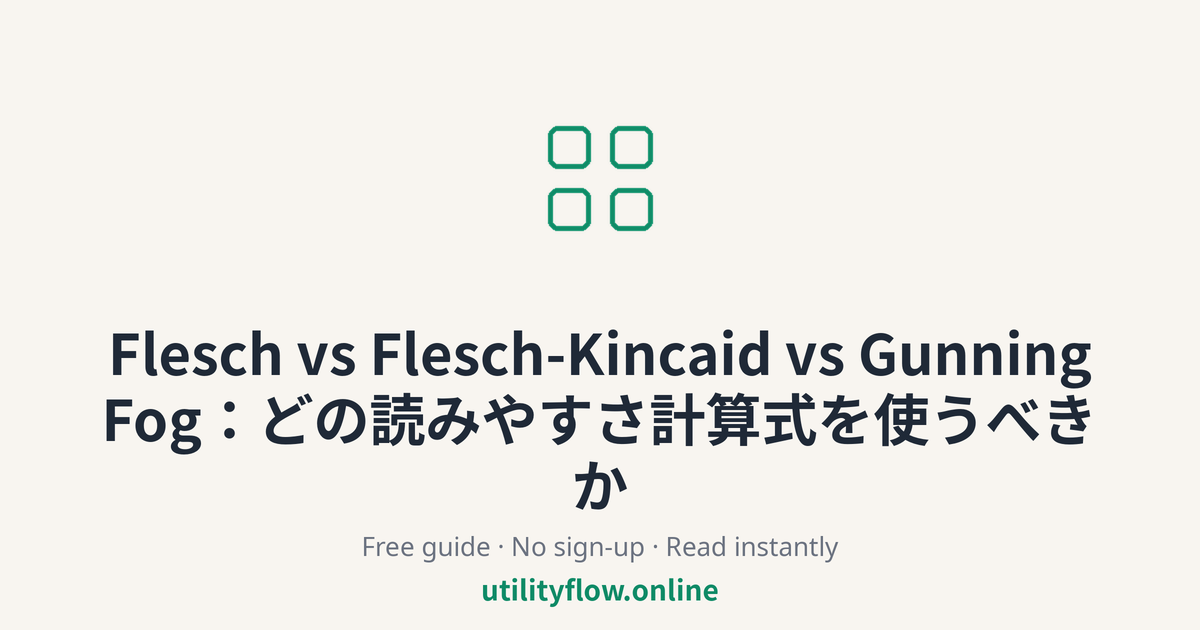 Flesch vs Flesch-Kincaid vs Gunning
Fog：どの読みやすさ計算式を使うべき
か
Free guide · No sign-up · Read instantly
utilityflow.online